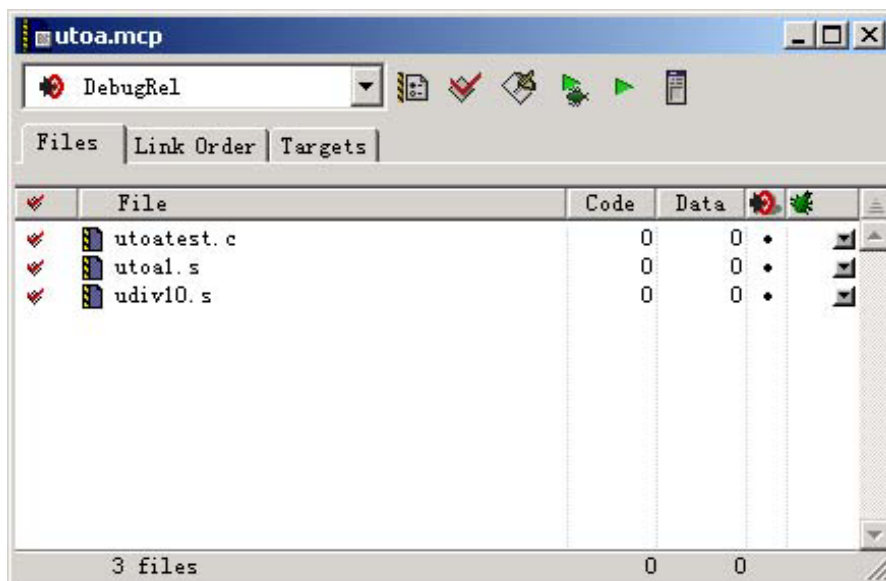 utoa.mcp
DebugRel
Files Link Order Targets
File Code Data
utoatest.c 0 0
utoa1.s 0 0
udiv10.s 0 0
3 files 0 0